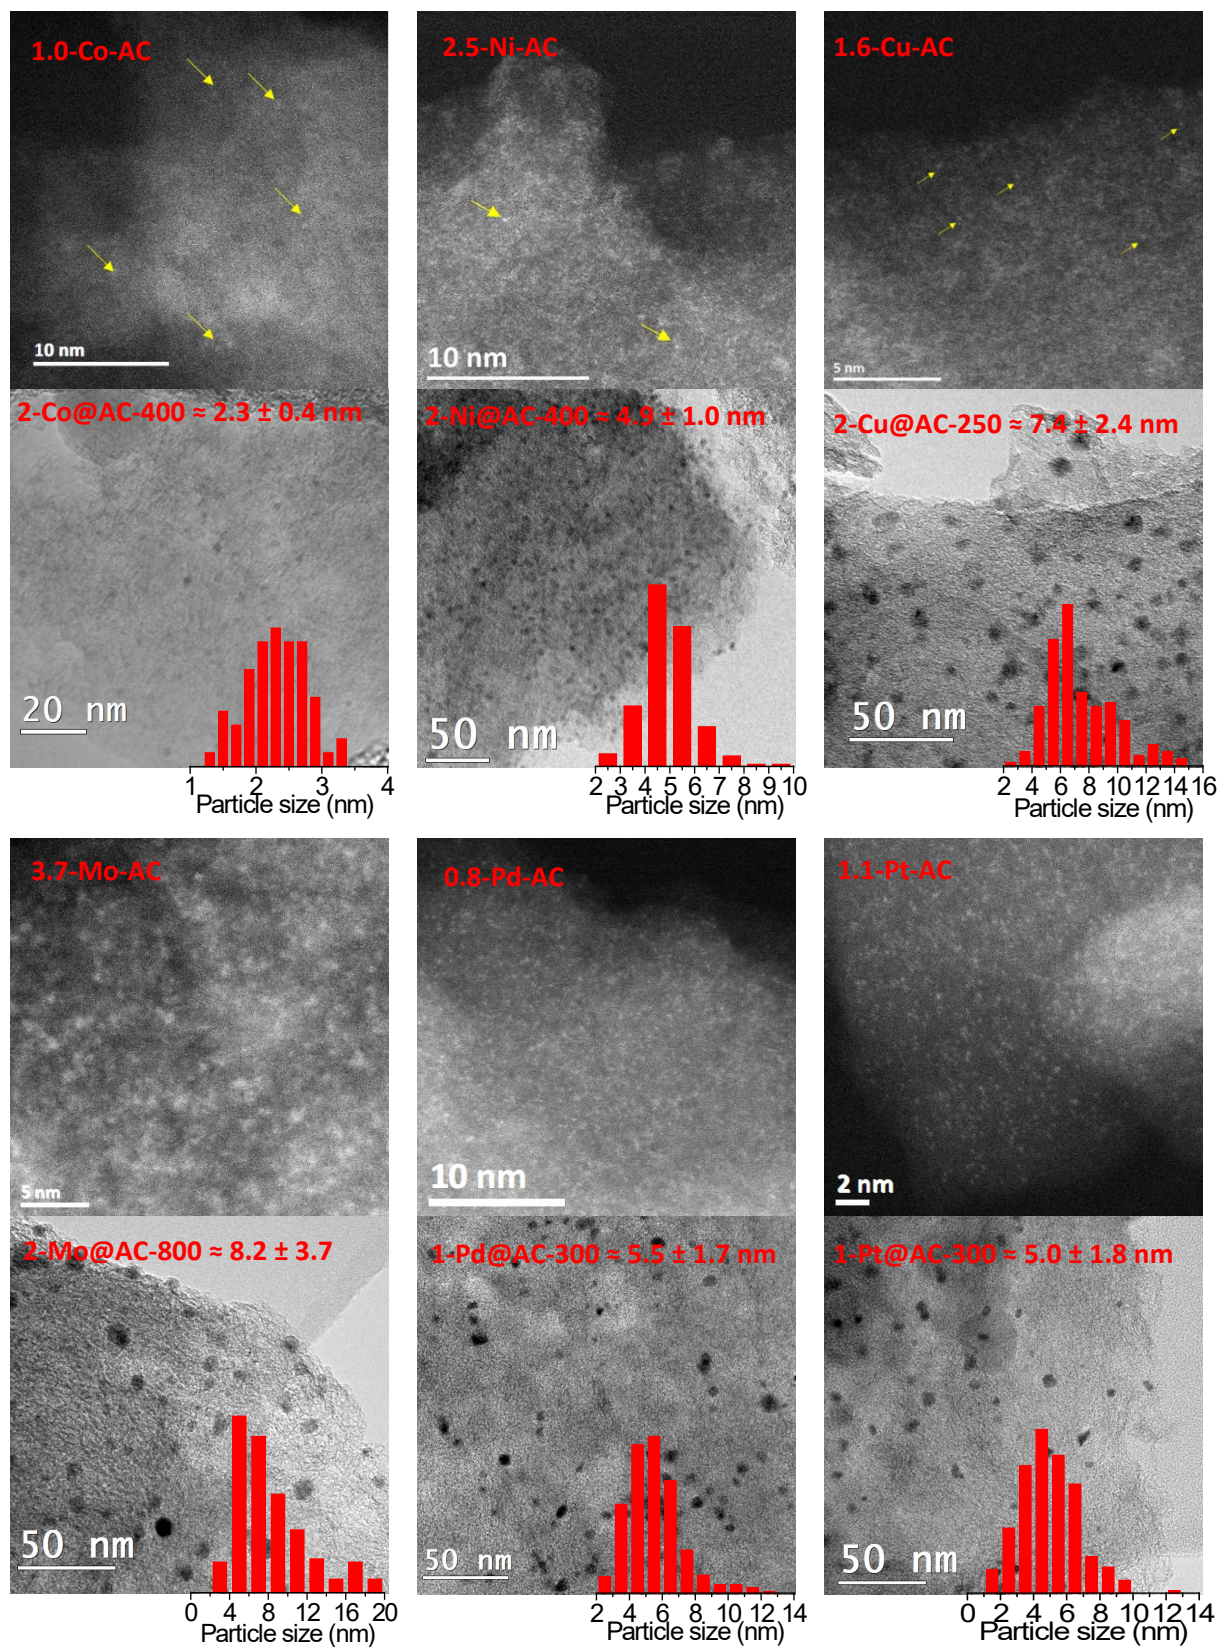 1.0-Co-AC
2.5-Ni-AC
1.6-Cu-AC
10 nm
10 nm
5 nm
2-Co@AC-400 ≈ 2.3 ± 0.4 nm
2-Ni@AC-400 ≈ 4.9 ± 1.0 nm
2-Cu@AC-250 ≈ 7.4 ± 2.4 nm
20 nm
50 nm
50 nm
1 2 3 4
Particle size (nm)
2 3 4 5 6 7 8 9 10
Particle size (nm)
2 4 6 8 10 12 14 16
Particle size (nm)
3.7-Mo-AC
0.8-Pd-AC
1.1-Pt-AC
5 nm
10 nm
2 nm
2-Mo@AC-800 ≈ 8.2 ± 3.7
1-Pd@AC-300 ≈ 5.5 ± 1.7 nm
1-Pt@AC-300 ≈ 5.0 ± 1.8 nm
50 nm
50 nm
50 nm
0 4 8 12 16 20
Particle size (nm)
2 4 6 8 10 12 14
Particle size (nm)
0 2 4 6 8 10 12 14
Particle size (nm)